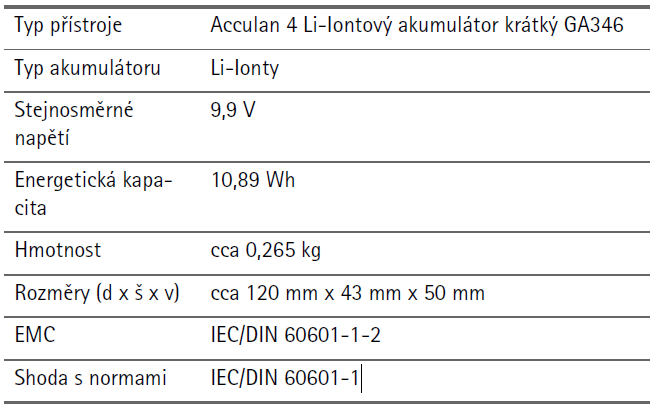 Typ přístroje Acculan 4 Li-Iontový akumulátor krátký GA346
Typ akumulátoru Li-Ionty
Stejnosměrné 9,9 V
napětí
Energetická kapa- 10,89 Wh
cita
Hmotnost cca 0,265 kg
Rozměry (d x š x v) cca 120 mm x 43 mm x 50 mm
EMC IEC/DIN 60601-1-2
Shoda s normami IEC/DIN 60601-1